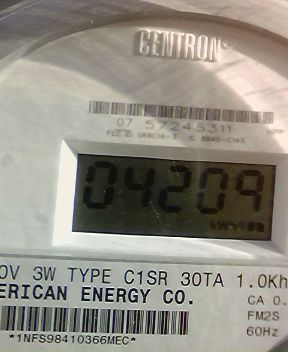 CENTRON
07 57245311
04209
0V 3W TYPE C1SR 30TA 1.0Kh
ERICAN ENERGY CO.
CA 0.
FM2S
60Hz
*1NFS98410366MEC*